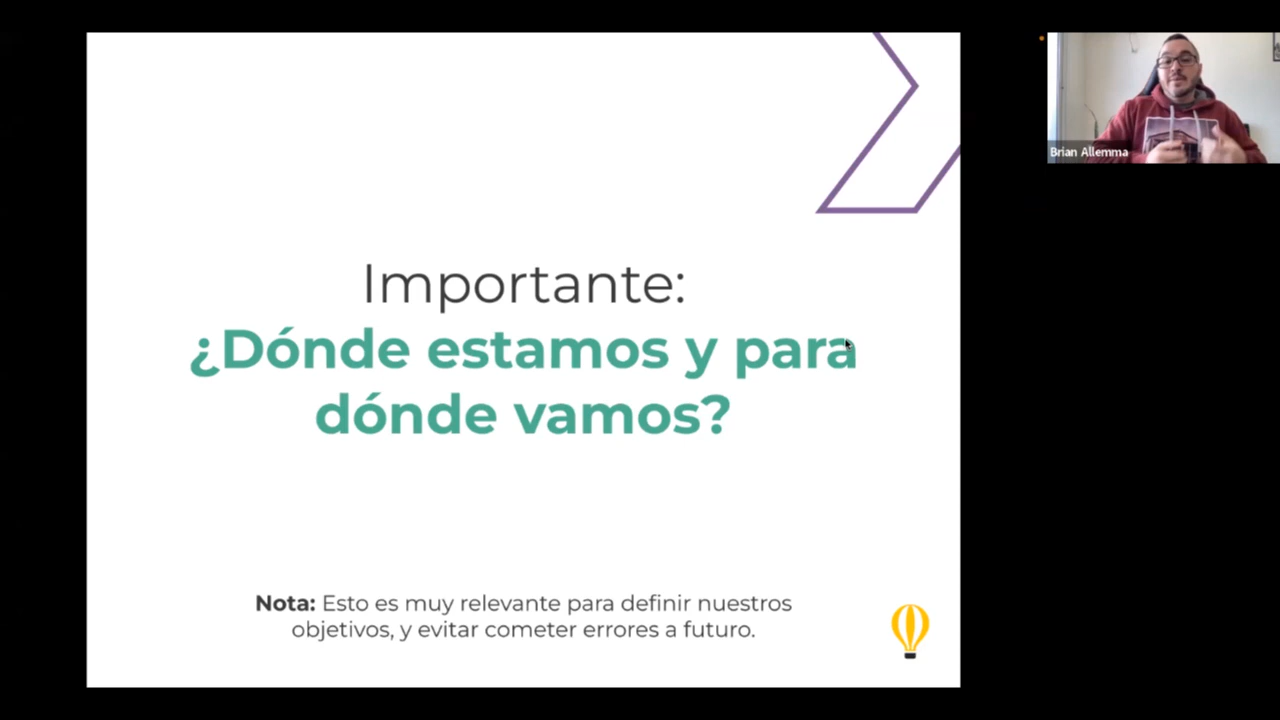 Importante:
¿Dónde estamos y para
dónde vamos?
Nota: Esto es muy relevante para definir nuestros
objetivos, y evitar cometer errores a futuro.
Brian Allemma